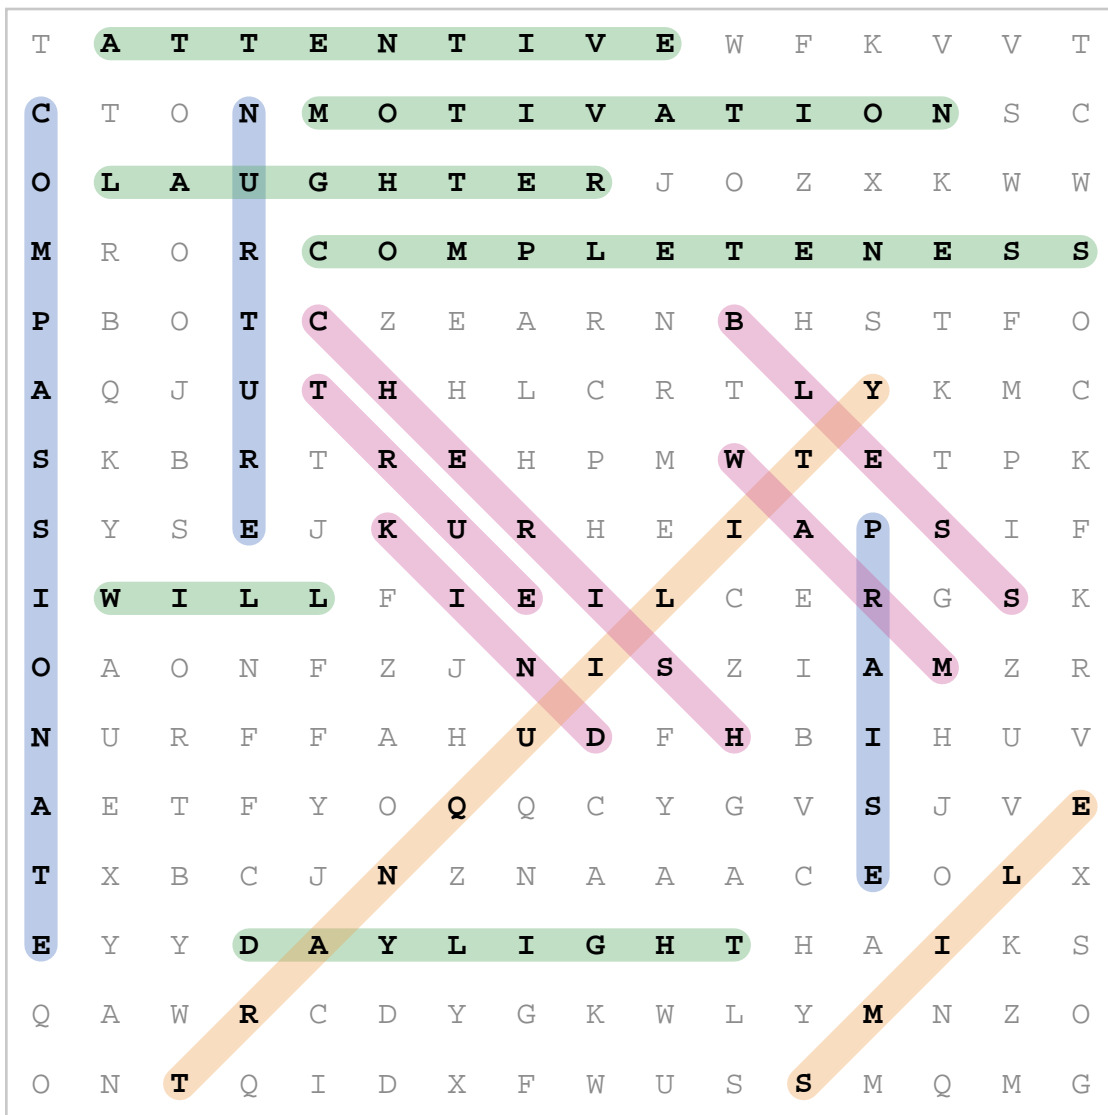 T A T T E N T I V E W F K V V T
C T O N M O T I V A T I O N S C
O L A U G H T E R J O Z X K W W
M R O R C O M P L E T E N E S S
P B O T C Z E A R N B H S T F O
A Q J U T H H L C R T L Y K M C
S K B R T R E H P M W T E T P K
S Y S E J K U R H E I A P S I F
I W I L L F I E I L C E R G S K
O A O N F Z J N I S Z I A M Z R
N U R F F A H U D F H B I H U V
A E T F Y O Q Q C Y G V S J V E
T X B C J N Z N A A A C E O L X
E Y Y D A Y L I G H T H A I K S
Q A W R C D Y G K W L Y M N Z O
O N T Q I D X F W U S S M Q M G